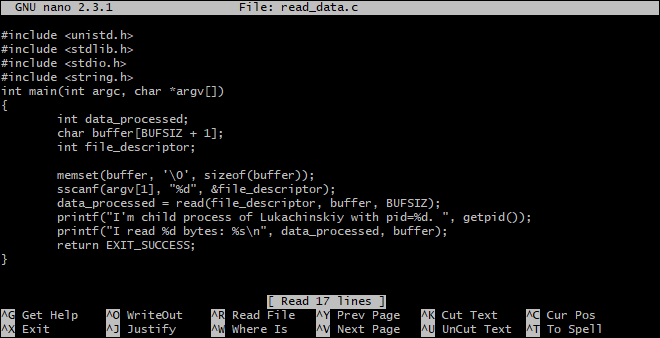 GNU nano 2.3.1 File: read_data.c
#include <unistd.h>
#include <stdlib.h>
#include <stdio.h>
#include <string.h>
int main(int argc, char *argv[])
{
        int data_processed;
        char buffer[BUFSIZ + 1];
        int file_descriptor;

        memset(buffer, '\0', sizeof(buffer));
        sscanf(argv[1], "%d", &file_descriptor);
        data_processed = read(file_descriptor, buffer, BUFSIZ);
        printf("I'm child process of Lukachinskiy with pid=%d. ", getpid());
        printf("I read %d bytes: %s\n", data_processed, buffer);
        return EXIT_SUCCESS;
}
[ Read 17 lines ]
^G Get Help ^O WriteOut ^R Read File ^Y Prev Page ^K Cut Text ^C Cur Pos
^X Exit ^J Justify ^W Where Is ^V Next Page ^U UnCut Text ^T To Spell